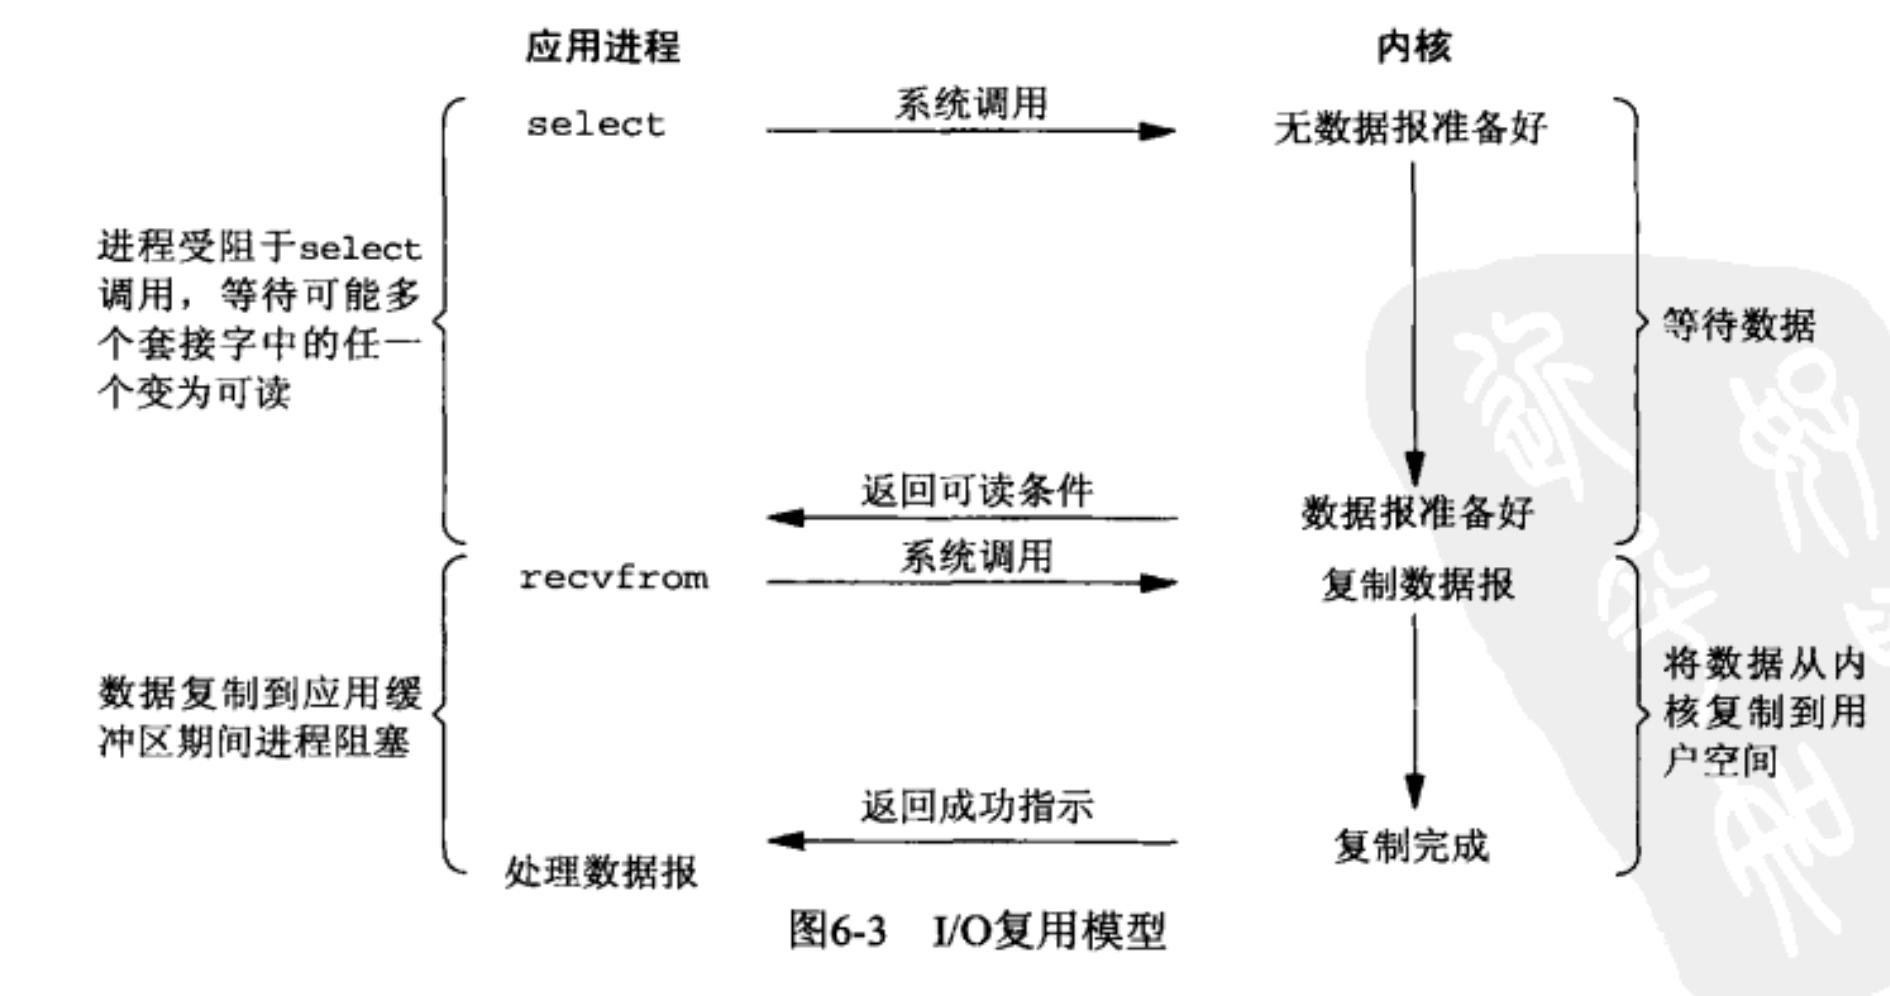 应用进程
内核
select
系统调用
无数据报准备好
进程受阻于select
调用，等待可能多
个套接字中的任一
个变为可读
等待数据
返回可读条件
数据报准备好
recvfrom
系统调用
复制数据报
数据复制到应用缓
冲区期间进程阻塞
将数据从内
核复制到用
户空间
返回成功指示
处理数据报
复制完成
图6-3 I/O复用模型